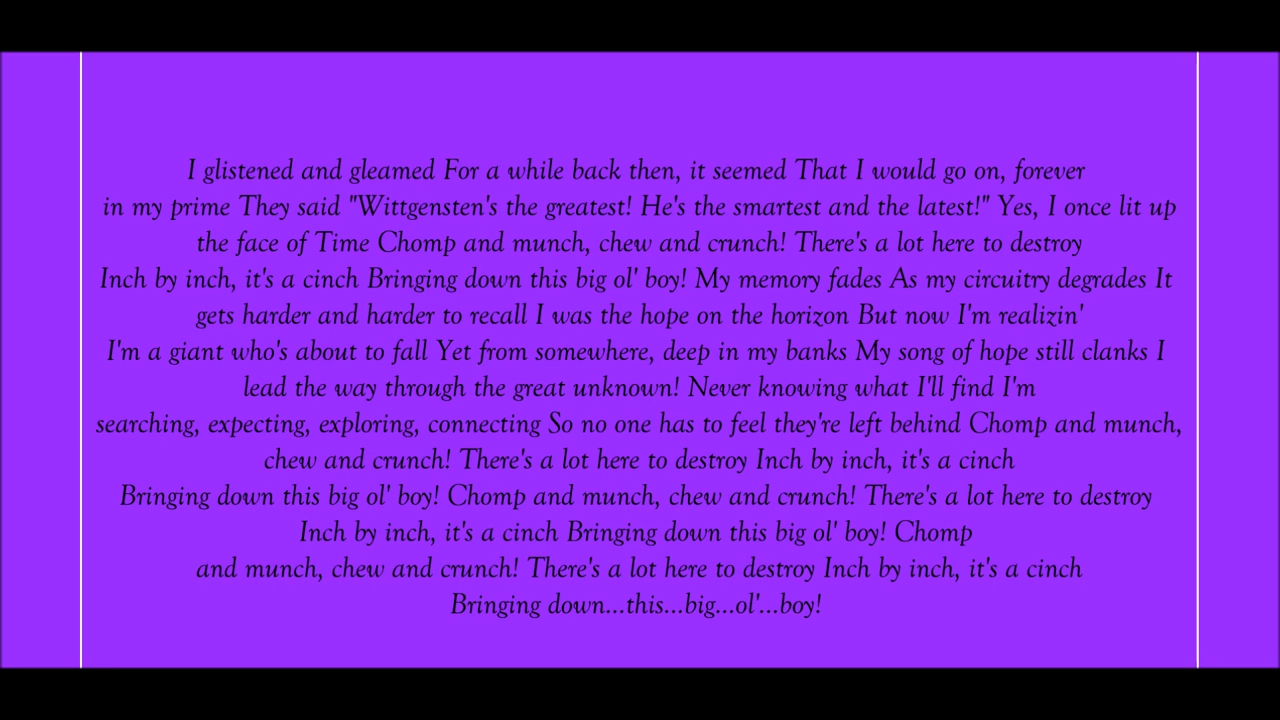 I glistened and gleamed For a while back then, it seemed That I would go on, forever
in my prime They said "Wittgensten's the greatest! He's the smartest and the latest!" Yes, I once lit up
the face of Time Chomp and munch, chew and crunch! There's a lot here to destroy
Inch by inch, it's a cinch Bringing down this big ol' boy! My memory fades As my circuitry degrades It
gets harder and harder to recall I was the hope on the horizon But now I'm realizin'
I'm a giant who's about to fall Yet from somewhere, deep in my banks My song of hope still clanks I
lead the way through the great unknown! Never knowing what I'll find I'm
searching, expecting, exploring, connecting So no one has to feel they're left behind Chomp and munch,
chew and crunch! There's a lot here to destroy Inch by inch, it's a cinch
Bringing down this big ol' boy! Chomp and munch, chew and crunch! There's a lot here to destroy
Inch by inch, it's a cinch Bringing down this big ol' boy! Chomp
and munch, chew and crunch! There's a lot here to destroy Inch by inch, it's a cinch
Bringing down...this...big...ol'...boy!